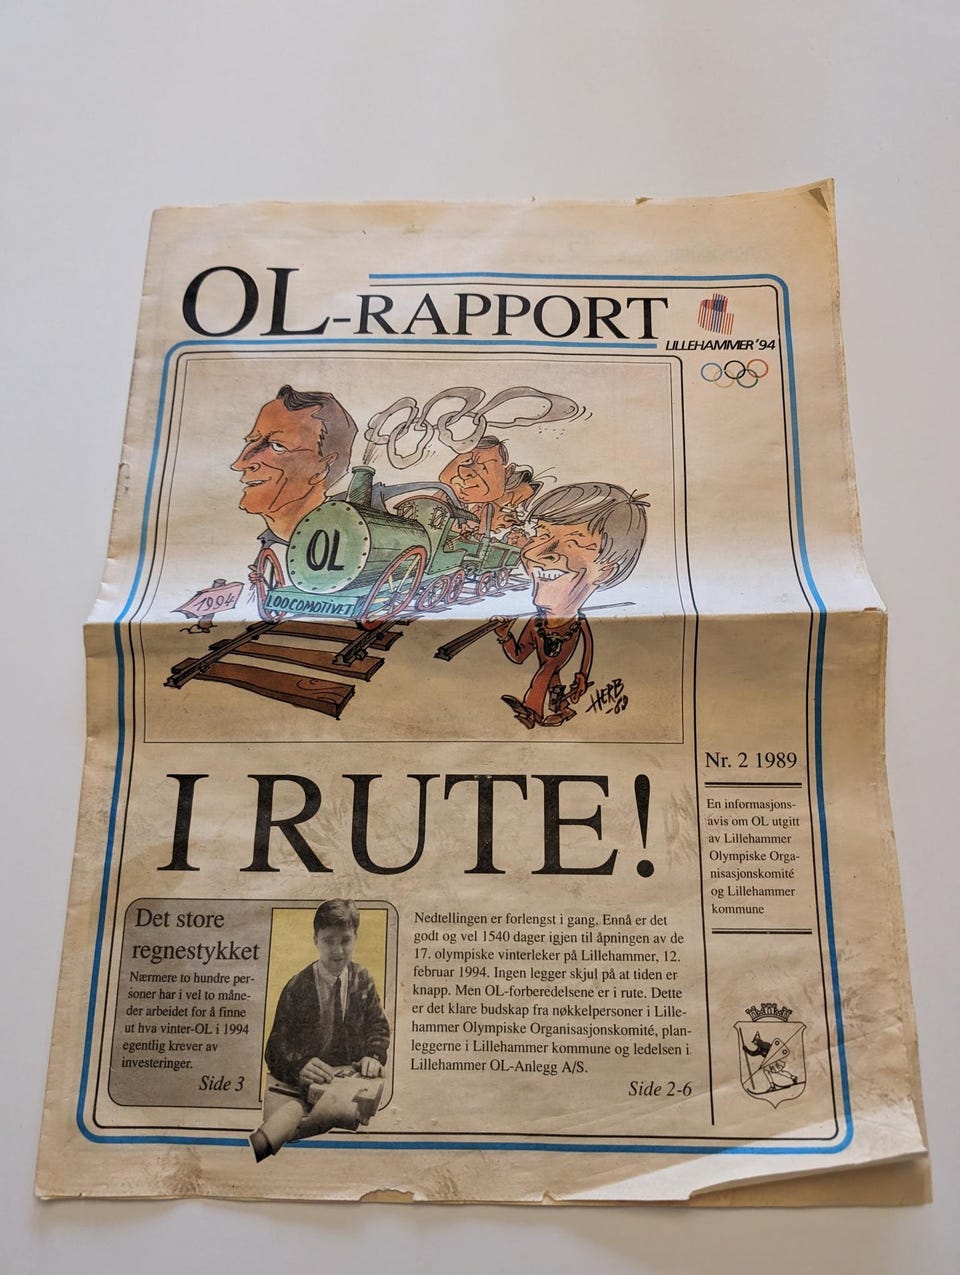 OL-RAPPORT
LILLEHAMMER '94
OL
LOOCOMOTIVET
1994
HERB
-89
I RUTE!
Nr. 2 1989
En informasjons-
avis om OL utgitt
av Lillehammer
Olympiske Orga-
nisasjonskomité
og Lillehammer
kommune
Det store
regnestykket
Nærmere to hundre per-
soner har i vel to måne-
der arbeidet for å finne
ut hva vinter-OL i 1994
egentlig krever av
investeringer.
Side 3
Nedtellingen er forlengst i gang. Ennå er det
godt og vel 1540 dager igjen til åpningen av de
17. olympiske vinterleker på Lillehammer, 12.
februar 1994. Ingen legger skjul på at tiden er
knapp. Men OL-forberedelsene er i rute. Dette
er det klare budskap fra nøkkelpersoner i Lille-
hammer Olympiske Organisasjonskomité, plan-
leggerne i Lillehammer kommune og ledelsen i
Lillehammer OL-Anlegg A/S.
Side 2-6